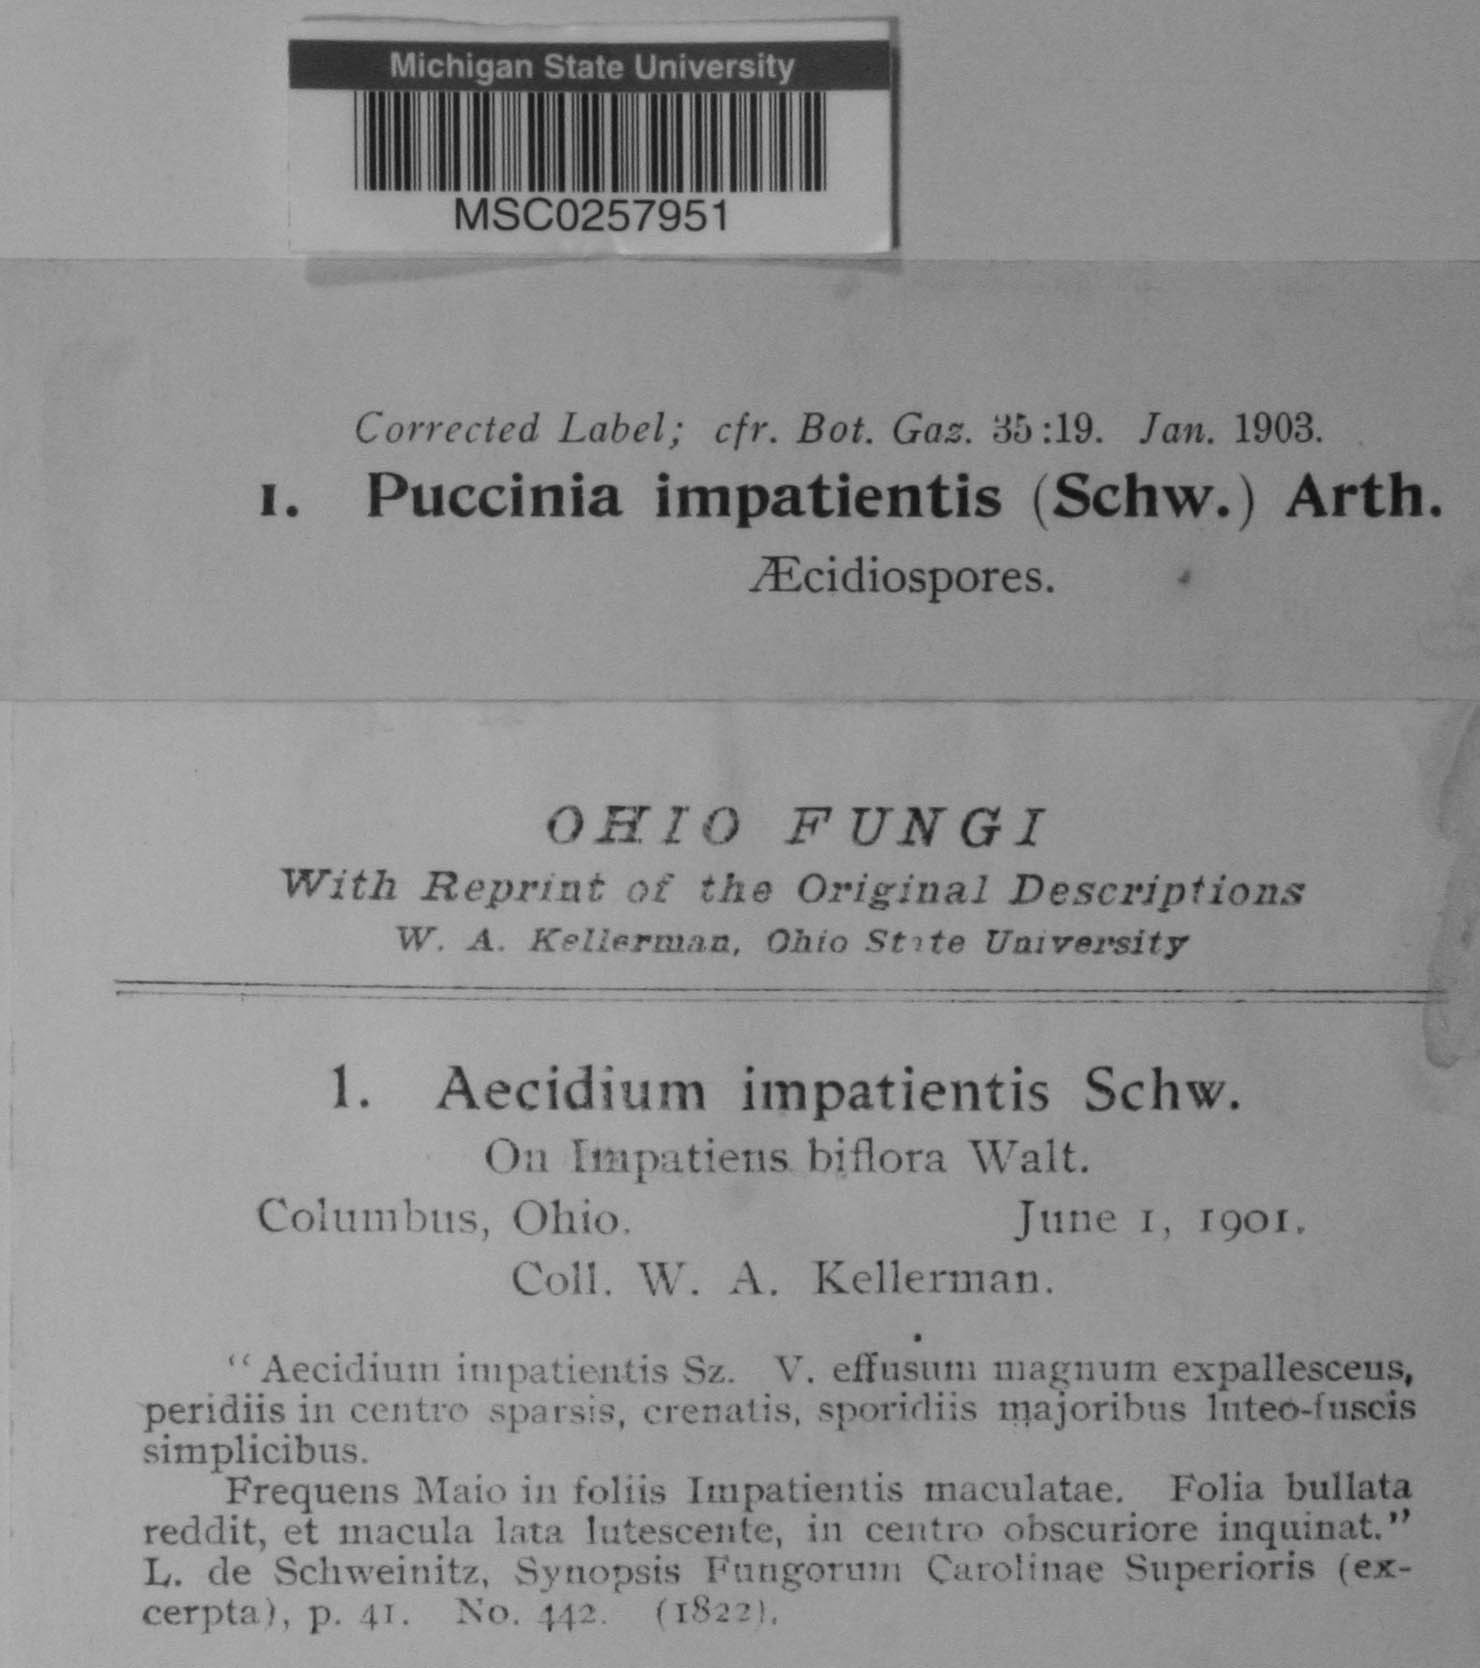 Michigan State University
MSC0257951
Corrected Label; cfr. Bot. Gaz. 35:19. Jan. 1903.
1. Puccinia impatientis (Schw.) Arth.
Æcidiospores.
OHIO FUNGI
With Reprint of the Original Descriptions
W. A. Kellerman, Ohio State University
1. Aecidium impatientis Schw.
On Impatiens biflora Walt.
Columbus, Ohio. June 1, 1901.
Coll. W. A. Kellerman.
“Aecidium impatientis Sz. V. effusum magnum expallesceus,
peridiis in centro sparsis, crenatis, sporidiis majoribus luteo-fuscis
simplicibus.
Frequens Maio in foliis Impatientis maculatae. Folia bullata
reddit, et macula lata lutescente, in centro obscuriore inquinat.”
L. de Schweinitz, Synopsis Fungorum Carolinae Superioris (ex-
cerpta), p. 41. No. 442. (1822).